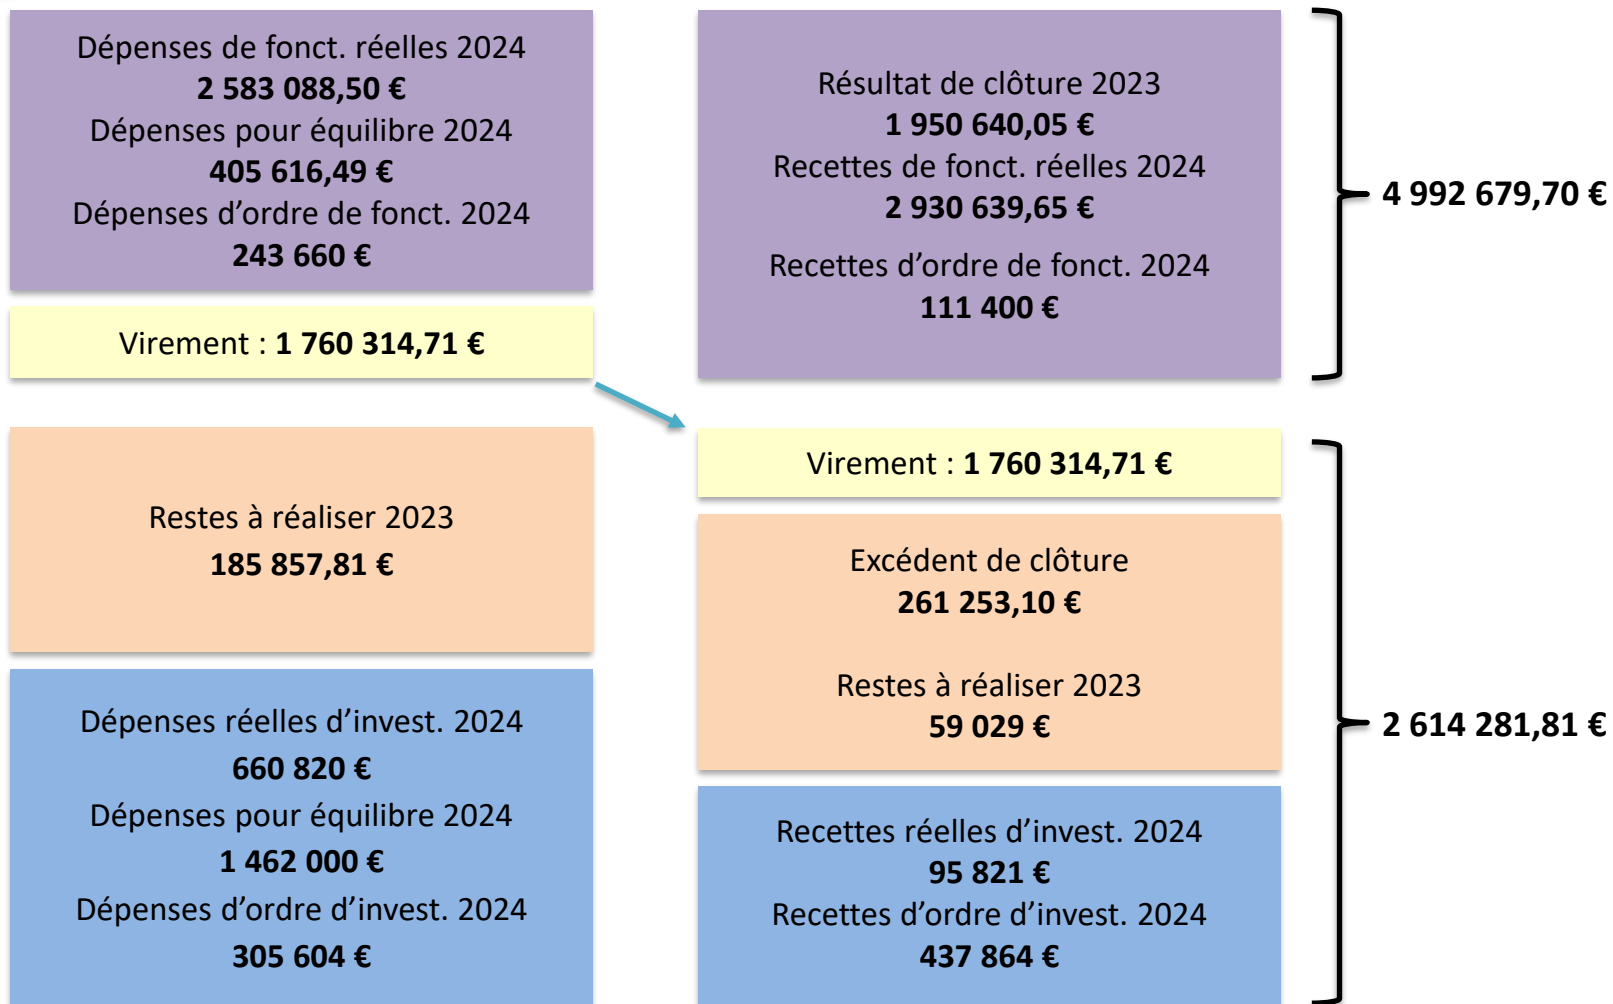 Dépenses de fonct. réelles 2024
2 583 088,50 €
Dépenses pour équilibre 2024
405 616,49 €
Dépenses d’ordre de fonct. 2024
243 660 €
Virement : 1 760 314,71 €
Résultat de clôture 2023
1 950 640,05 €
Recettes de fonct. réelles 2024
2 930 639,65 €
Recettes d’ordre de fonct. 2024
111 400 €
4 992 679,70 €
Restes à réaliser 2023
185 857,81 €
Dépenses réelles d’invest. 2024
660 820 €
Dépenses pour équilibre 2024
1 462 000 €
Dépenses d’ordre d’invest. 2024
305 604 €
Virement : 1 760 314,71 €
Excédent de clôture
261 253,10 €
Restes à réaliser 2023
59 029 €
Recettes réelles d’invest. 2024
95 821 €
Recettes d’ordre d’invest. 2024
437 864 €
2 614 281,81 €